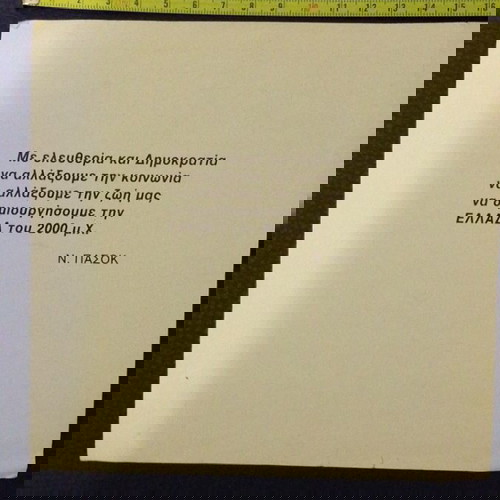 Με ελευθερία και Δημοκρατία
να αλλάξουμε την κοινωνία
να αλλάξουμε την ζωή μας
να δημιουργήσουμε την
ΕΛΛΑΔΑ του 2000 μ.Χ.
Ν. ΠΑΣΟΚ